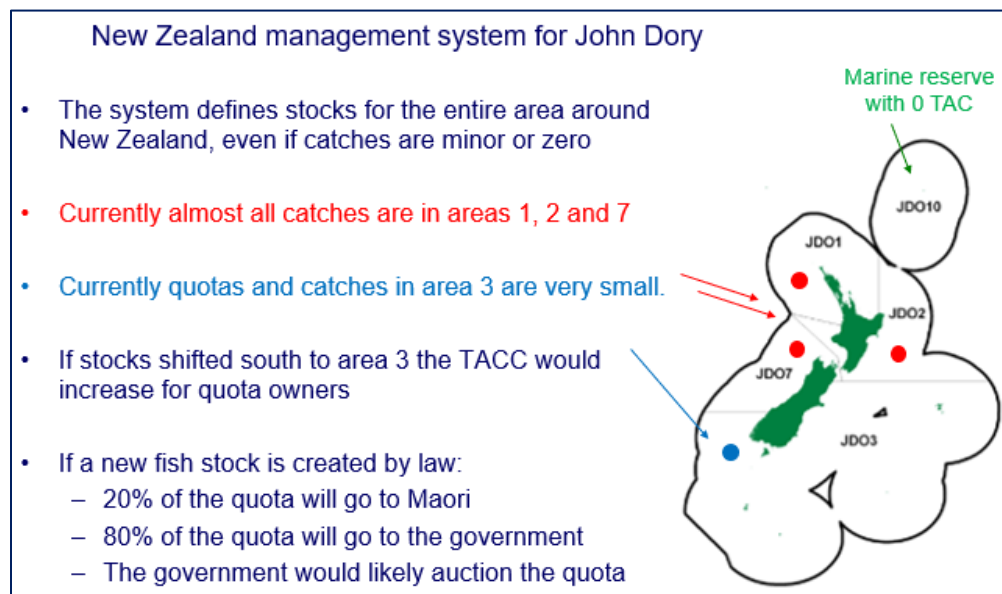 New Zealand management system for John Dory
• The system defines stocks for the entire area around
New Zealand, even if catches are minor or zero
• Currently almost all catches are in areas 1, 2 and 7
• Currently quotas and catches in area 3 are very small.
• If stocks shifted south to area 3 the TACC would
increase for quota owners
• If a new fish stock is created by law:
– 20% of the quota will go to Maori
– 80% of the quota will go to the government
– The government would likely auction the quota
Marine reserve
with 0 TAC
JDO10
JDO1
JDO2
JDO7
JDO3